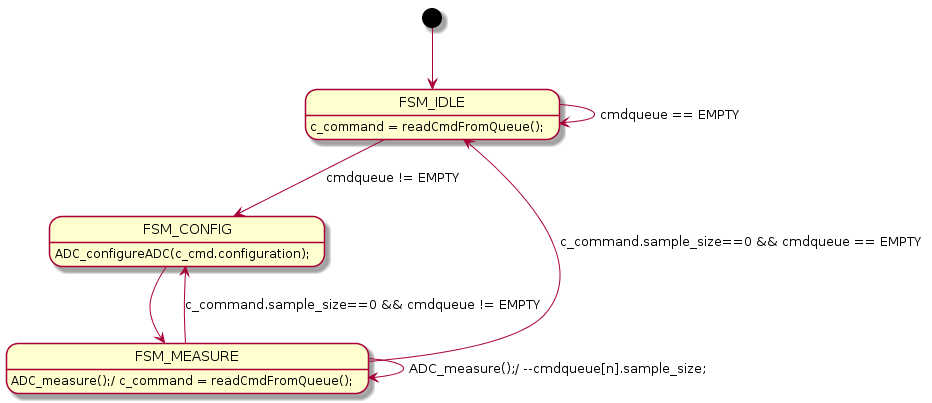 FSM_IDLE
c_command = readCmdFromQueue();
cmdqueue == EMPTY
cmdqueue != EMPTY
FSM_CONFIG
ADC_configureADC(c_cmd.configuration);
c_command.sample_size==0 && cmdqueue == EMPTY
c_command.sample_size==0 && cmdqueue != EMPTY
FSM_MEASURE
ADC_measure();/ c_command = readCmdFromQueue();
ADC_measure();/ --cmdqueue[n].sample_size;